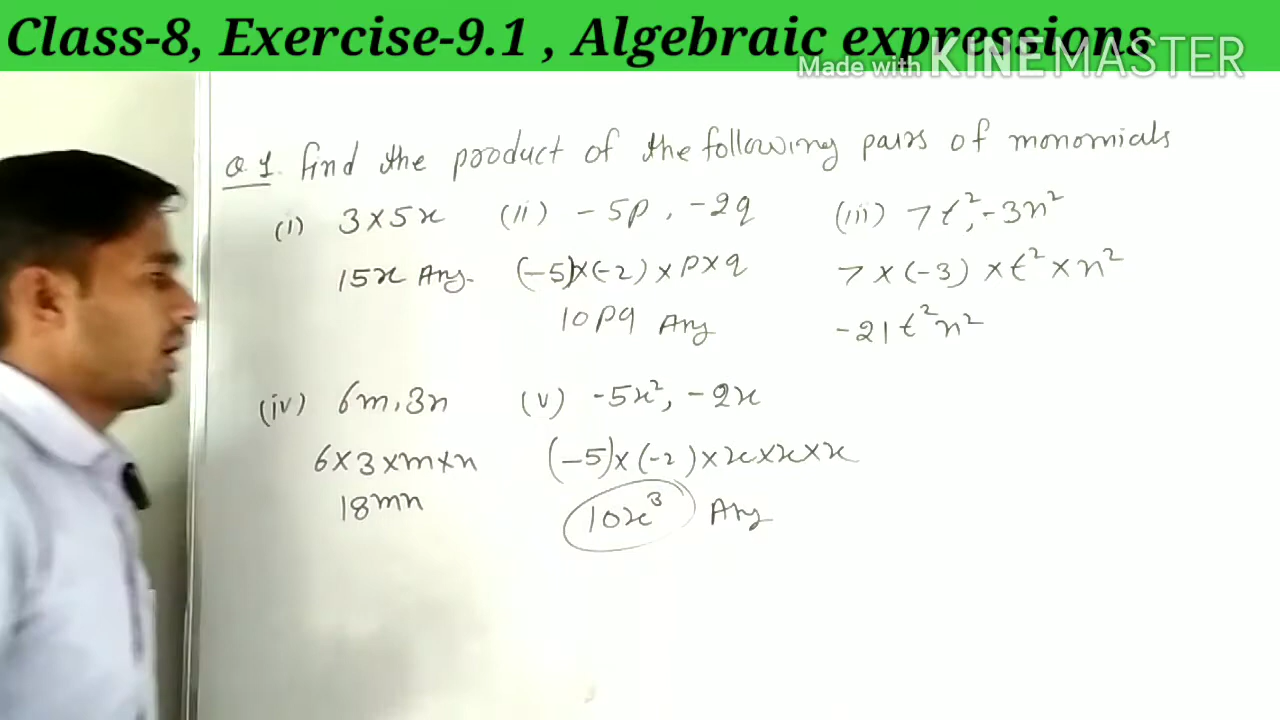 Class-8, Exercise-9.1 , Algebraic expressions
Made with KINEMASTER
Q.1. find the product of the following pairs of monomials
(i) 3×5x (ii) -5p, -2q (iii) 7t², -3n²
15x Ans. (-5)×(-2)×p×q 7×(-3)×t²×n²
10pq Ans -21t²n²
(iv) 6m, 3n (v) -5x², -2x
6×3×m×n (-5)×(-2)×x×x×x
18mn 10x³ Ans